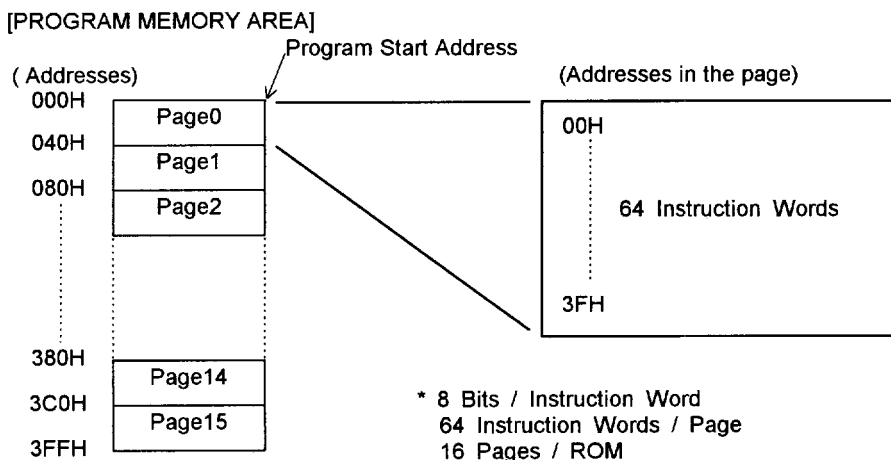 [PROGRAM MEMORY AREA]
Program Start Address
( Addresses)
000H
Page0
040H
Page1
080H
Page2
380H
Page14
3C0H
Page15
3FFH
(Addresses in the page)
00H
64 Instruction Words
3FH
* 8 Bits / Instruction Word
64 Instruction Words / Page
16 Pages / ROM